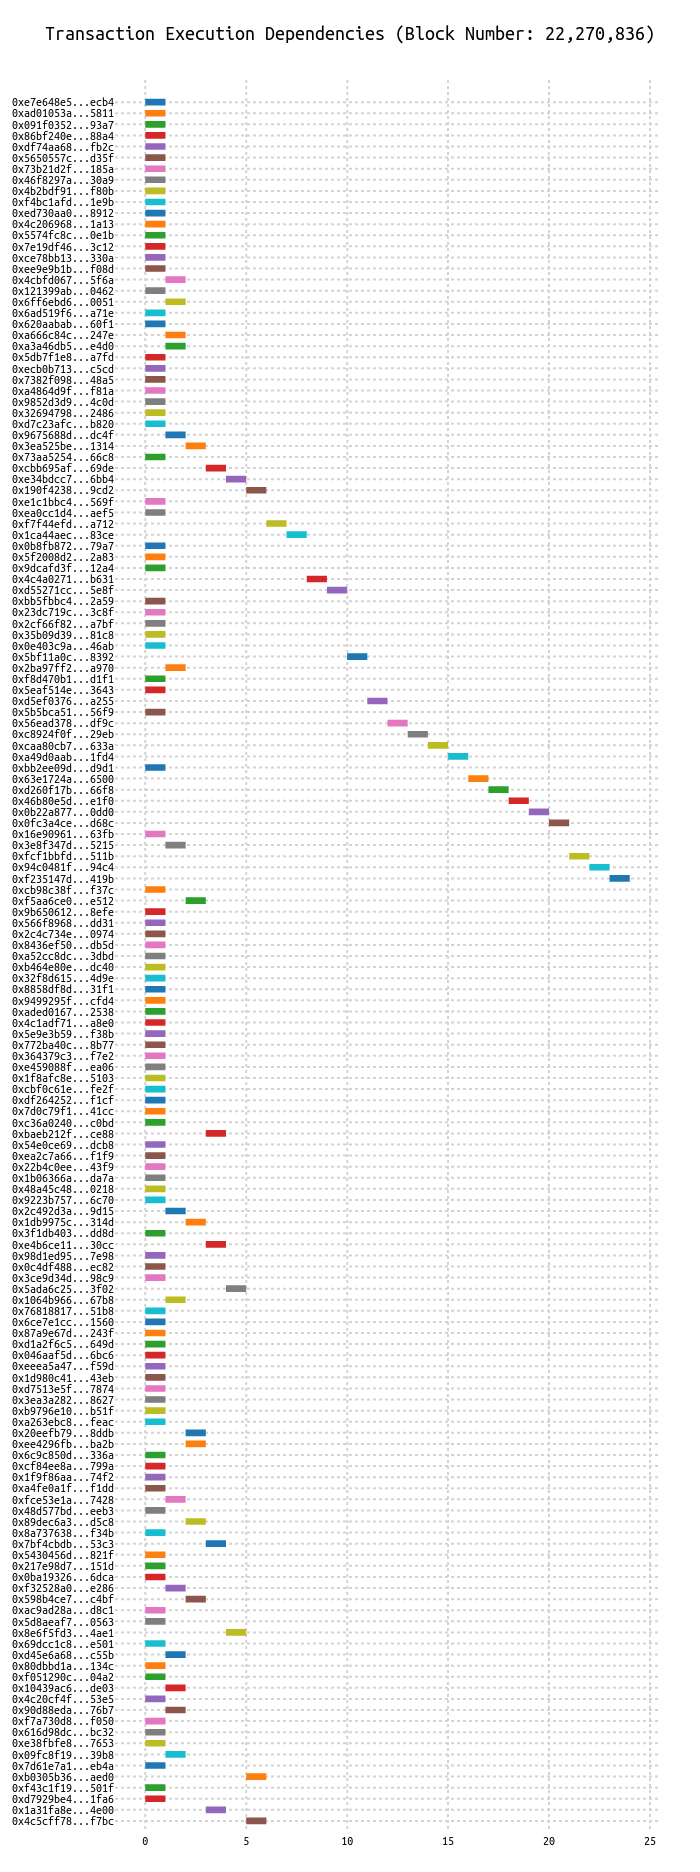 Transaction Execution Dependencies (Block Number: 22,270,836)
0xe7e648e5...ecb4
0xad01053a...5811
0x091f0352...93a7
0x86bf240e...88a4
0xdf74aa68...fb2c
0x5650557c...d35f
0x73b21d2f...185a
0x46f8297a...30a9
0x4b2bdf91...f80b
0xf4bc1afd...1e9b
0xed730aa0...8912
0x4c206968...1a13
0x5574fc8c...0e1b
0x7e19df46...3c12
0xce78bb13...330a
0xee9e9b1b...f08d
0x4cbfd067...5f6a
0x121399ab...0462
0x6ff6ebd6...0051
0x6ad519f6...a71e
0x620aabab...60f1
0xa666c84c...247e
0xa3a46db5...e4d0
0x5db7f1e8...a7fd
0xecb0b713...c5cd
0x7382f098...48a5
0xa4864d9f...f81a
0x9852d3d9...4c0d
0x32694798...2486
0xd7c23afc...b820
0x9675688d...dc4f
0x3ea525be...1314
0x73aa5254...66c8
0xcbb695af...69de
0xe34bdcc7...6bb4
0x190f4238...9cd2
0xe1c1bbc4...569f
0xea0cc1d4...aef5
0xf7f44efd...a712
0x1ca44aec...83ce
0x0b8fb872...79a7
0x5f2008d2...2a83
0x9dcafd3f...12a4
0x4c4a0271...b631
0xd55271cc...5e8f
0xbb5fbbc4...2a59
0x23dc719c...3c8f
0x2cf66f82...a7bf
0x35b09d39...81c8
0x0e403c9a...46ab
0x5bf11a0c...8392
0x2ba97ff2...a970
0xf8d470b1...d1f1
0x5eaf514e...3643
0xd5ef0376...a255
0x5b5bca51...56f9
0x56ead378...df9c
0xc8924f0f...29eb
0xcaa80cb7...633a
0xa49d0aab...1fd4
0xbb2ee09d...d9d1
0x63e1724a...6500
0xd260f17b...66f8
0x46b80e5d...e1f0
0x0b22a877...0dd0
0x0fc3a4ce...d68c
0x16e90961...63fb
0x3e8f347d...5215
0xfcf1bbfd...511b
0x94c0481f...94c4
0xf235147d...419b
0xcb98c38f...f37c
0xf5aa6ce0...e512
0x9b650612...8efe
0x566f8968...dd31
0x2c4c734e...0974
0x8436ef50...db5d
0xa52cc8dc...3dbd
0xb464e80e...dc40
0x32f8d615...4d9e
0x8858df8d...31f1
0x9499295f...cfd4
0xaded0167...2538
0x4c1adf71...a8e0
0x5e9e3b59...f38b
0x772ba40c...8b77
0x364379c3...f7e2
0xe459088f...ea06
0x1f8afc8e...5103
0xcbf0c61e...fe2f
0xdf264252...f1cf
0x7d0c79f1...41cc
0xc36a0240...c0bd
0xbaeb212f...ce88
0x54e0ce69...dcb8
0xea2c7a66...f1f9
0x22b4c0ee...43f9
0x1b06366a...da7a
0x48a45c48...0218
0x9223b757...6c70
0x2c492d3a...9d15
0x1db9975c...314d
0x3f1db403...dd8d
0xe4b6ce11...30cc
0x98d1ed95...7e98
0x0c4df488...ec82
0x3ce9d34d...98c9
0x5ada6c25...3f02
0x1064b966...67b8
0x76818817...51b8
0x6ce7e1cc...1560
0x87a9e67d...243f
0xd1a2f6c5...649d
0x046aaf5d...6bc6
0xeeea5a47...f59d
0x1d980c41...43eb
0xd7513e5f...7874
0x3ea3a282...8627
0xb9796e10...b51f
0xa263ebc8...feac
0x20eefb79...8ddb
0xee4296fb...ba2b
0x6c9c850d...336a
0xcf84ee8a...799a
0x1f9f86aa...74f2
0xa4fe0a1f...f1dd
0xfce53e1a...7428
0x48d577bd...eeb3
0x89dec6a3...d5c8
0x8a737638...f34b
0x7bf4cbdb...53c3
0x5430456d...821f
0x217e98d7...151d
0x0ba19326...6dca
0xf32528a0...e286
0x598b4ce7...c4bf
0xac9ad28a...d8c1
0x5d8aeaf7...0563
0x8e6f5fd3...4ae1
0x69dcc1c8...e501
0xd45e6a68...c55b
0x80dbbd1a...134c
0xf051290c...04a2
0x10439ac6...de03
0x4c20cf4f...53e5
0x90d88eda...76b7
0xf7a730d8...f050
0x616d98dc...bc32
0xe38fbfe8...7653
0x09fc8f19...39b8
0x7d61e7a1...eb4a
0xb0305b36...aed0
0xf43c1f19...501f
0xd7929be4...1fa6
0x1a31fa8e...4e00
0x4c5cff78...f7bc
0 5 10 15 20 25